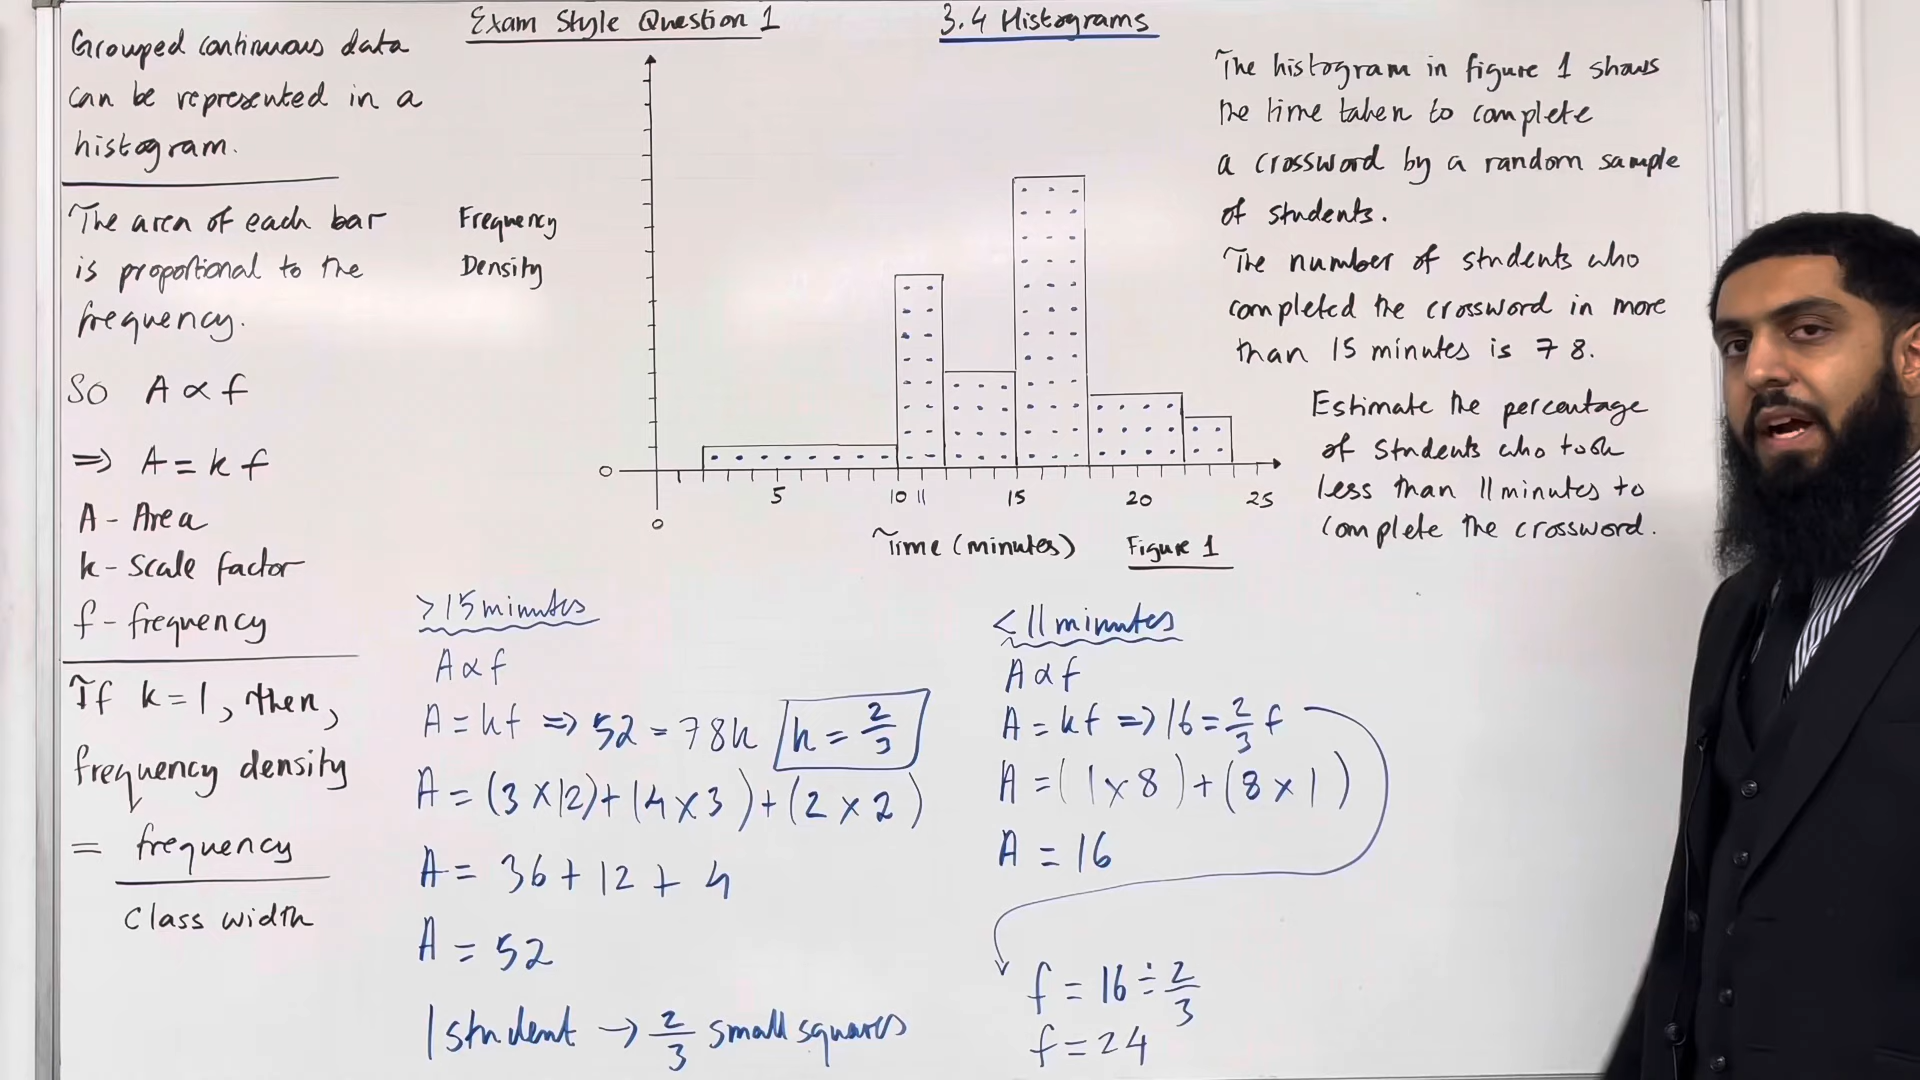 Exam Style Question 1
3.4 Histograms
Grouped continuous data
can be represented in a
histogram.
The area of each bar
is proportional to the
frequency.
So A ∝ f
⇒ A = k f
A - Area
k - Scale factor
f - frequency
If k = 1, then,
frequency density
= frequency
Class width
Frequency
Density
0
0
5
10
11
15
20
25
Time (minutes)
Figure 1
The histogram in figure 1 shows
the time taken to complete
a crossword by a random sample
of students.
The number of students who
completed the crossword in more
than 15 minutes is 78.
Estimate the percentage
of students who took
less than 11 minutes to
complete the crossword.
> 15 minutes
A ∝ f
A = kf ⇒ 52 = 78k k = 2/3
A = (3 × 12) + (4 × 3) + (2 × 2)
A = 36 + 12 + 4
A = 52
1 student → 2/3 small squares
< 11 minutes
A ∝ f
A = kf ⇒ 16 = 2/3 f
A = (1 × 8) + (8 × 1)
A = 16
f = 16 ÷ 2/3
f = 24